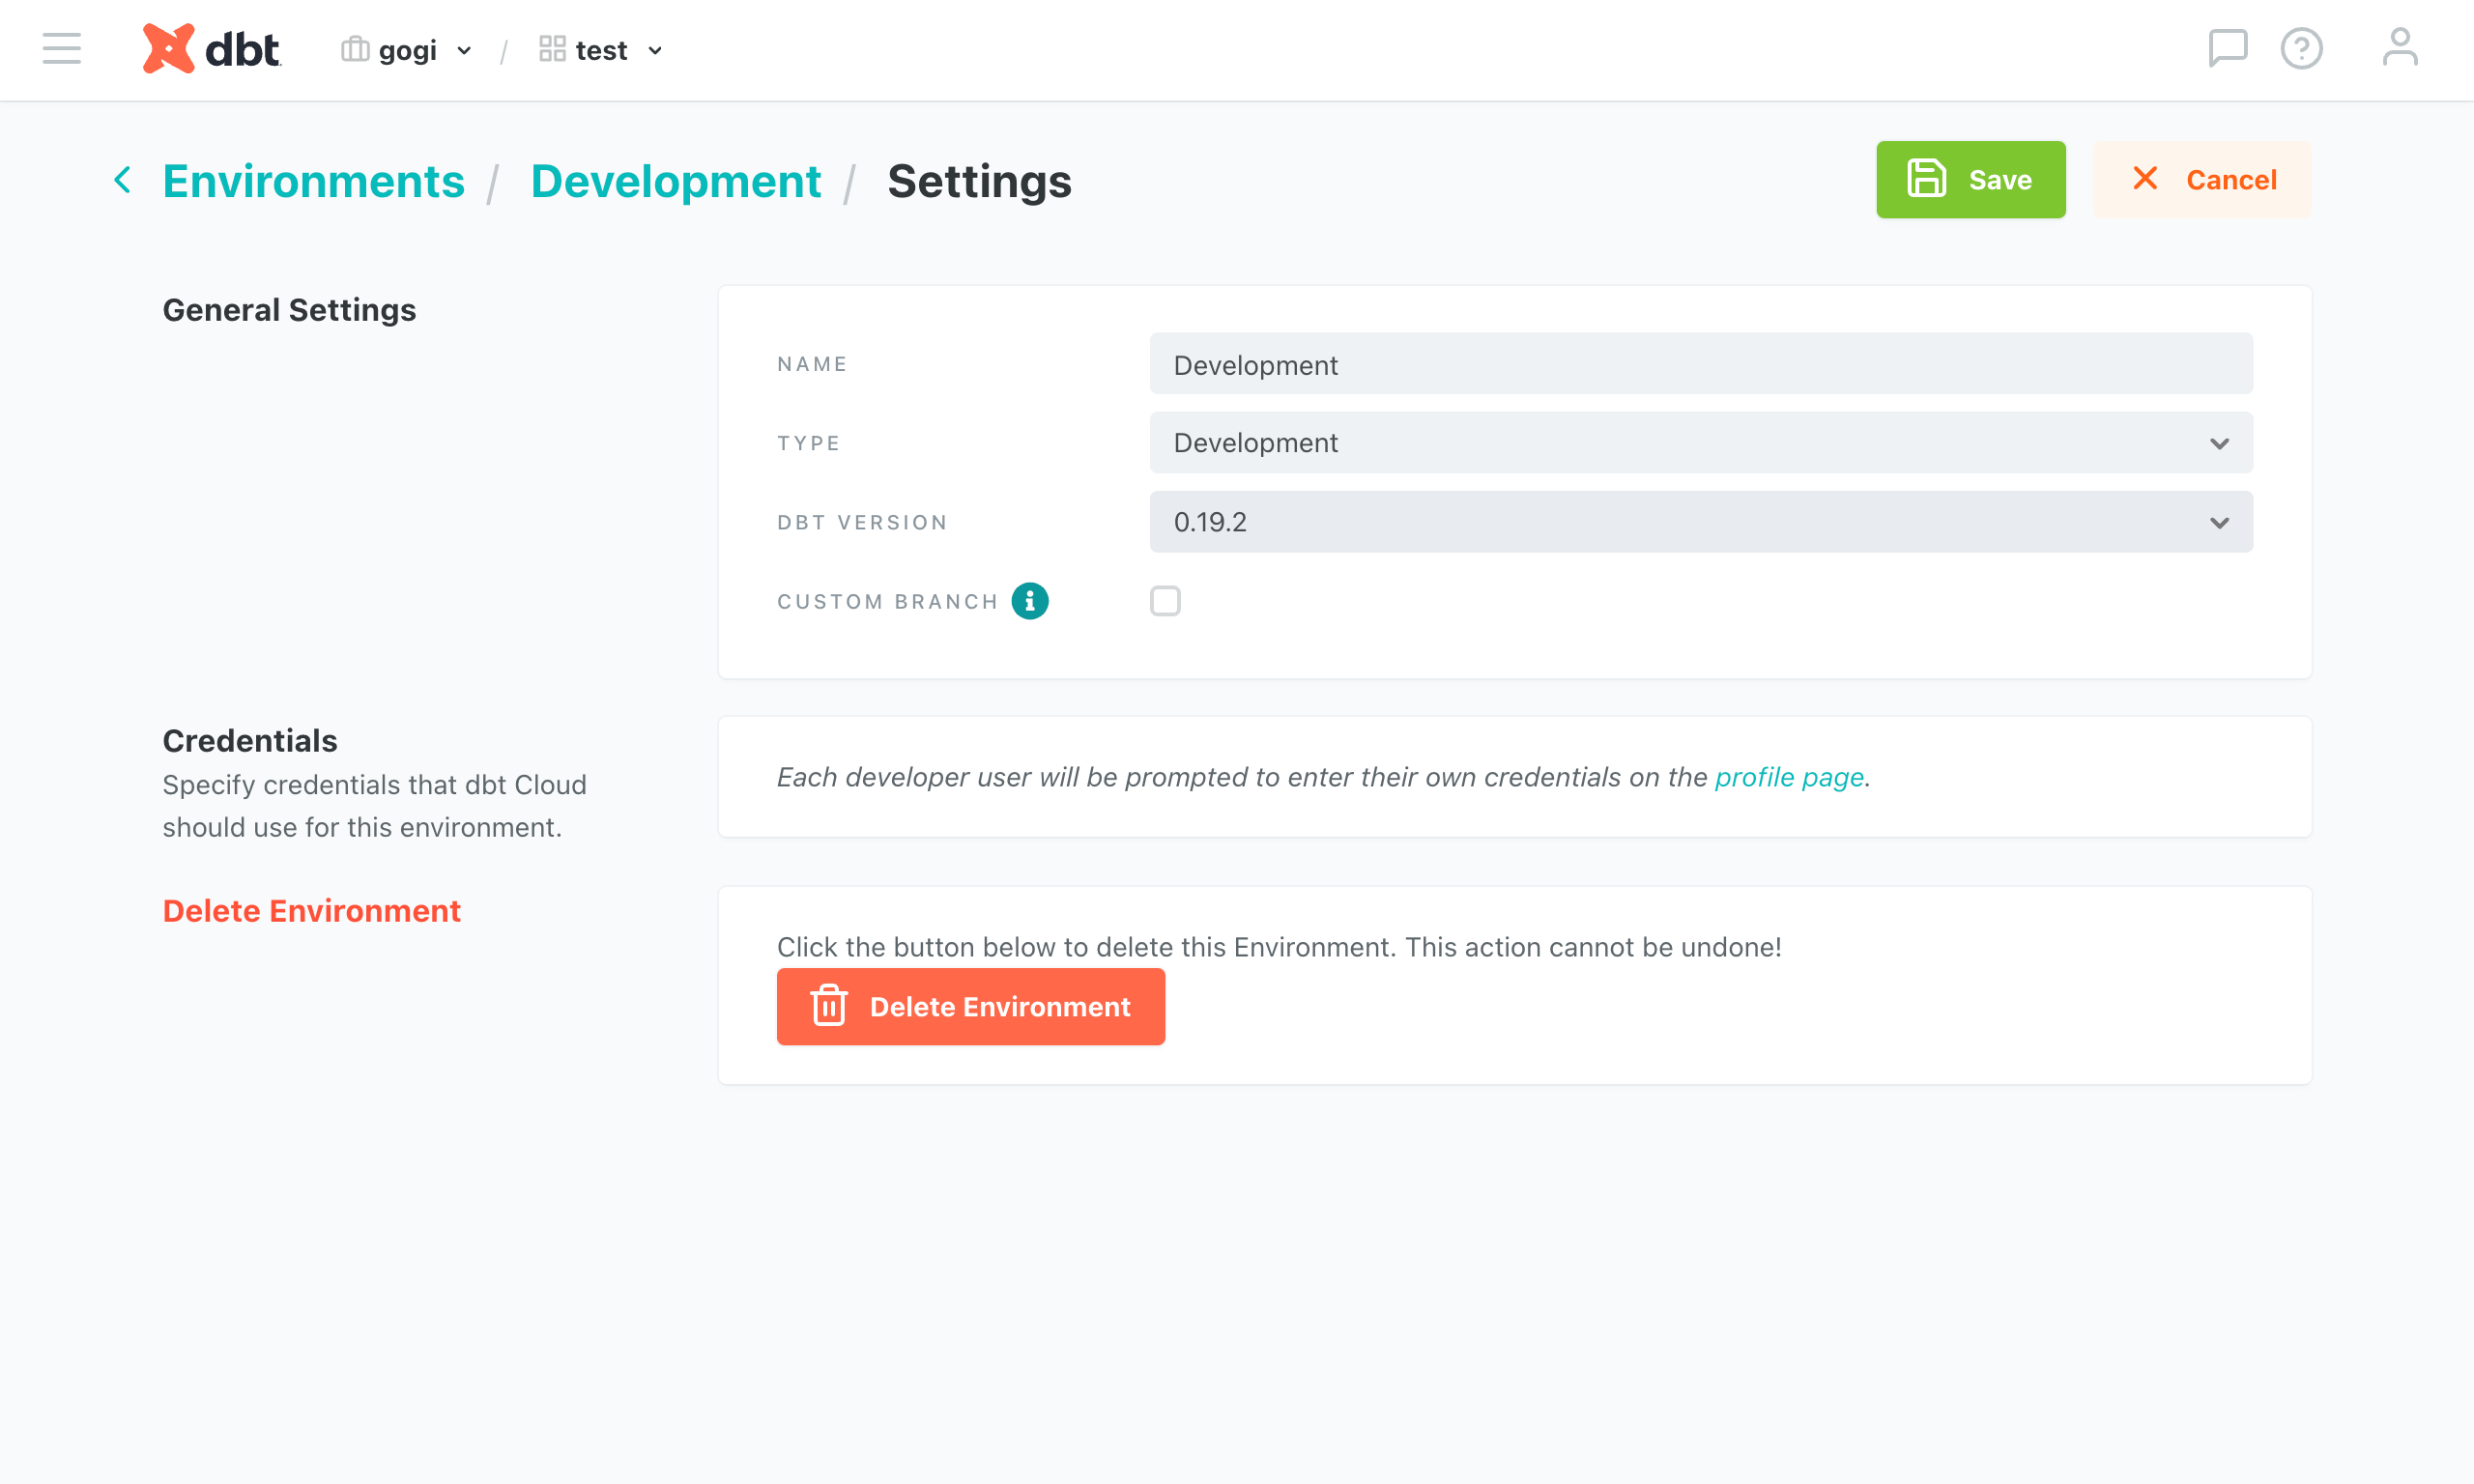 dbt gogi / test
Environments / Development / Settings
Save
Cancel
General Settings
NAME
Development
TYPE
Development
DBT VERSION
0.19.2
CUSTOM BRANCH
Credentials
Specify credentials that dbt Cloud
should use for this environment.
Each developer user will be prompted to enter their own credentials on the profile page.
Delete Environment
Click the button below to delete this Environment. This action cannot be undone!
Delete Environment